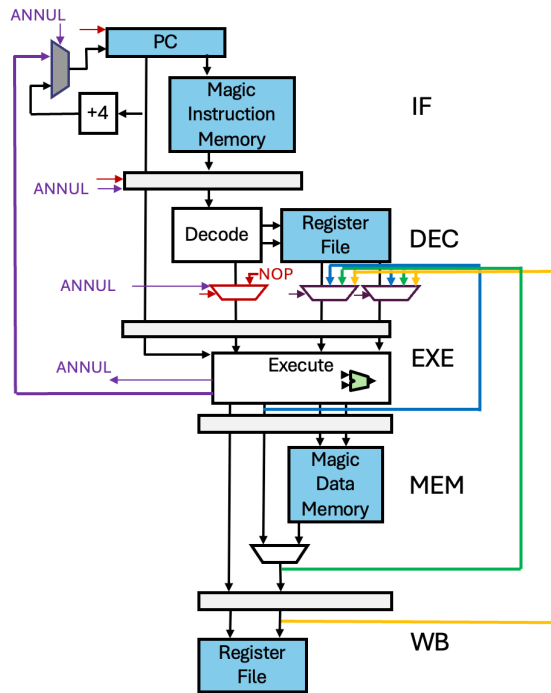 ANNUL
PC
Magic
Instruction
Memory
IF
+4
ANNUL
Decode
Register
File
DEC
NOP
ANNUL
EXE
Execute
ANNUL
Magic
Data
Memory
MEM
WB
Register
File